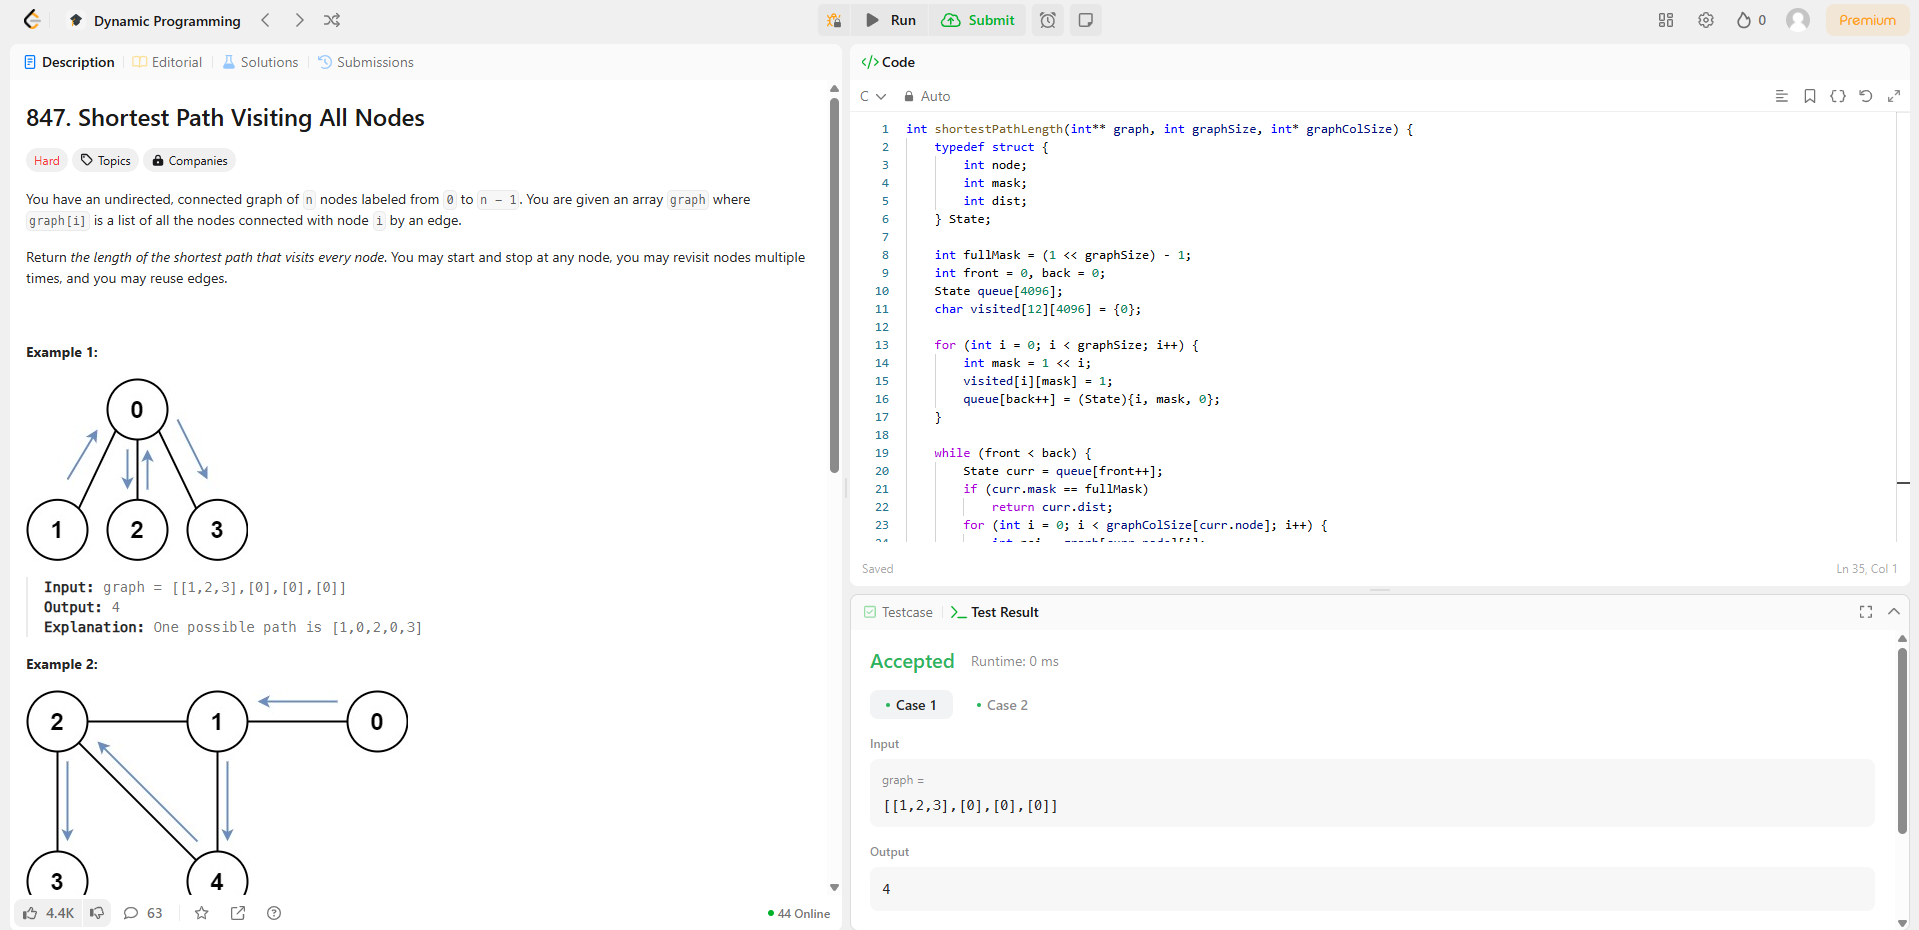 Dynamic Programming
Run
Submit
0
Premium
Description
Editorial
Solutions
Submissions
847. Shortest Path Visiting All Nodes
Hard
Topics
Companies
You have an undirected, connected graph of n nodes labeled from 0 to n - 1. You are given an array graph where
graph[i] is a list of all the nodes connected with node i by an edge.
Return the length of the shortest path that visits every node. You may start and stop at any node, you may revisit nodes multiple
times, and you may reuse edges.
Example 1:
0
1
2
3
Input: graph = [[1,2,3],[0],[0],[0]]
Output: 4
Explanation: One possible path is [1,0,2,0,3]
Example 2:
2
1
0
3
4
4.4K
63
44 Online
</> Code
C
Auto
1 int shortestPathLength(int** graph, int graphSize, int* graphColSize) {
2 typedef struct {
3 int node;
4 int mask;
5 int dist;
6 } State;
7
8 int fullMask = (1 << graphSize) - 1;
9 int front = 0, back = 0;
10 State queue[4096];
11 char visited[12][4096] = {0};
12
13 for (int i = 0; i < graphSize; i++) {
14 int mask = 1 << i;
15 visited[i][mask] = 1;
16 queue[back++] = (State){i, mask, 0};
17 }
18
19 while (front < back) {
20 State curr = queue[front++];
21 if (curr.mask == fullMask)
22 return curr.dist;
23 for (int i = 0; i < graphColSize[curr.node]; i++) {
Saved
Ln 35, Col 1
Testcase
Test Result
Accepted
Runtime: 0 ms
Case 1
Case 2
Input
graph =
[[1,2,3],[0],[0],[0]]
Output
4